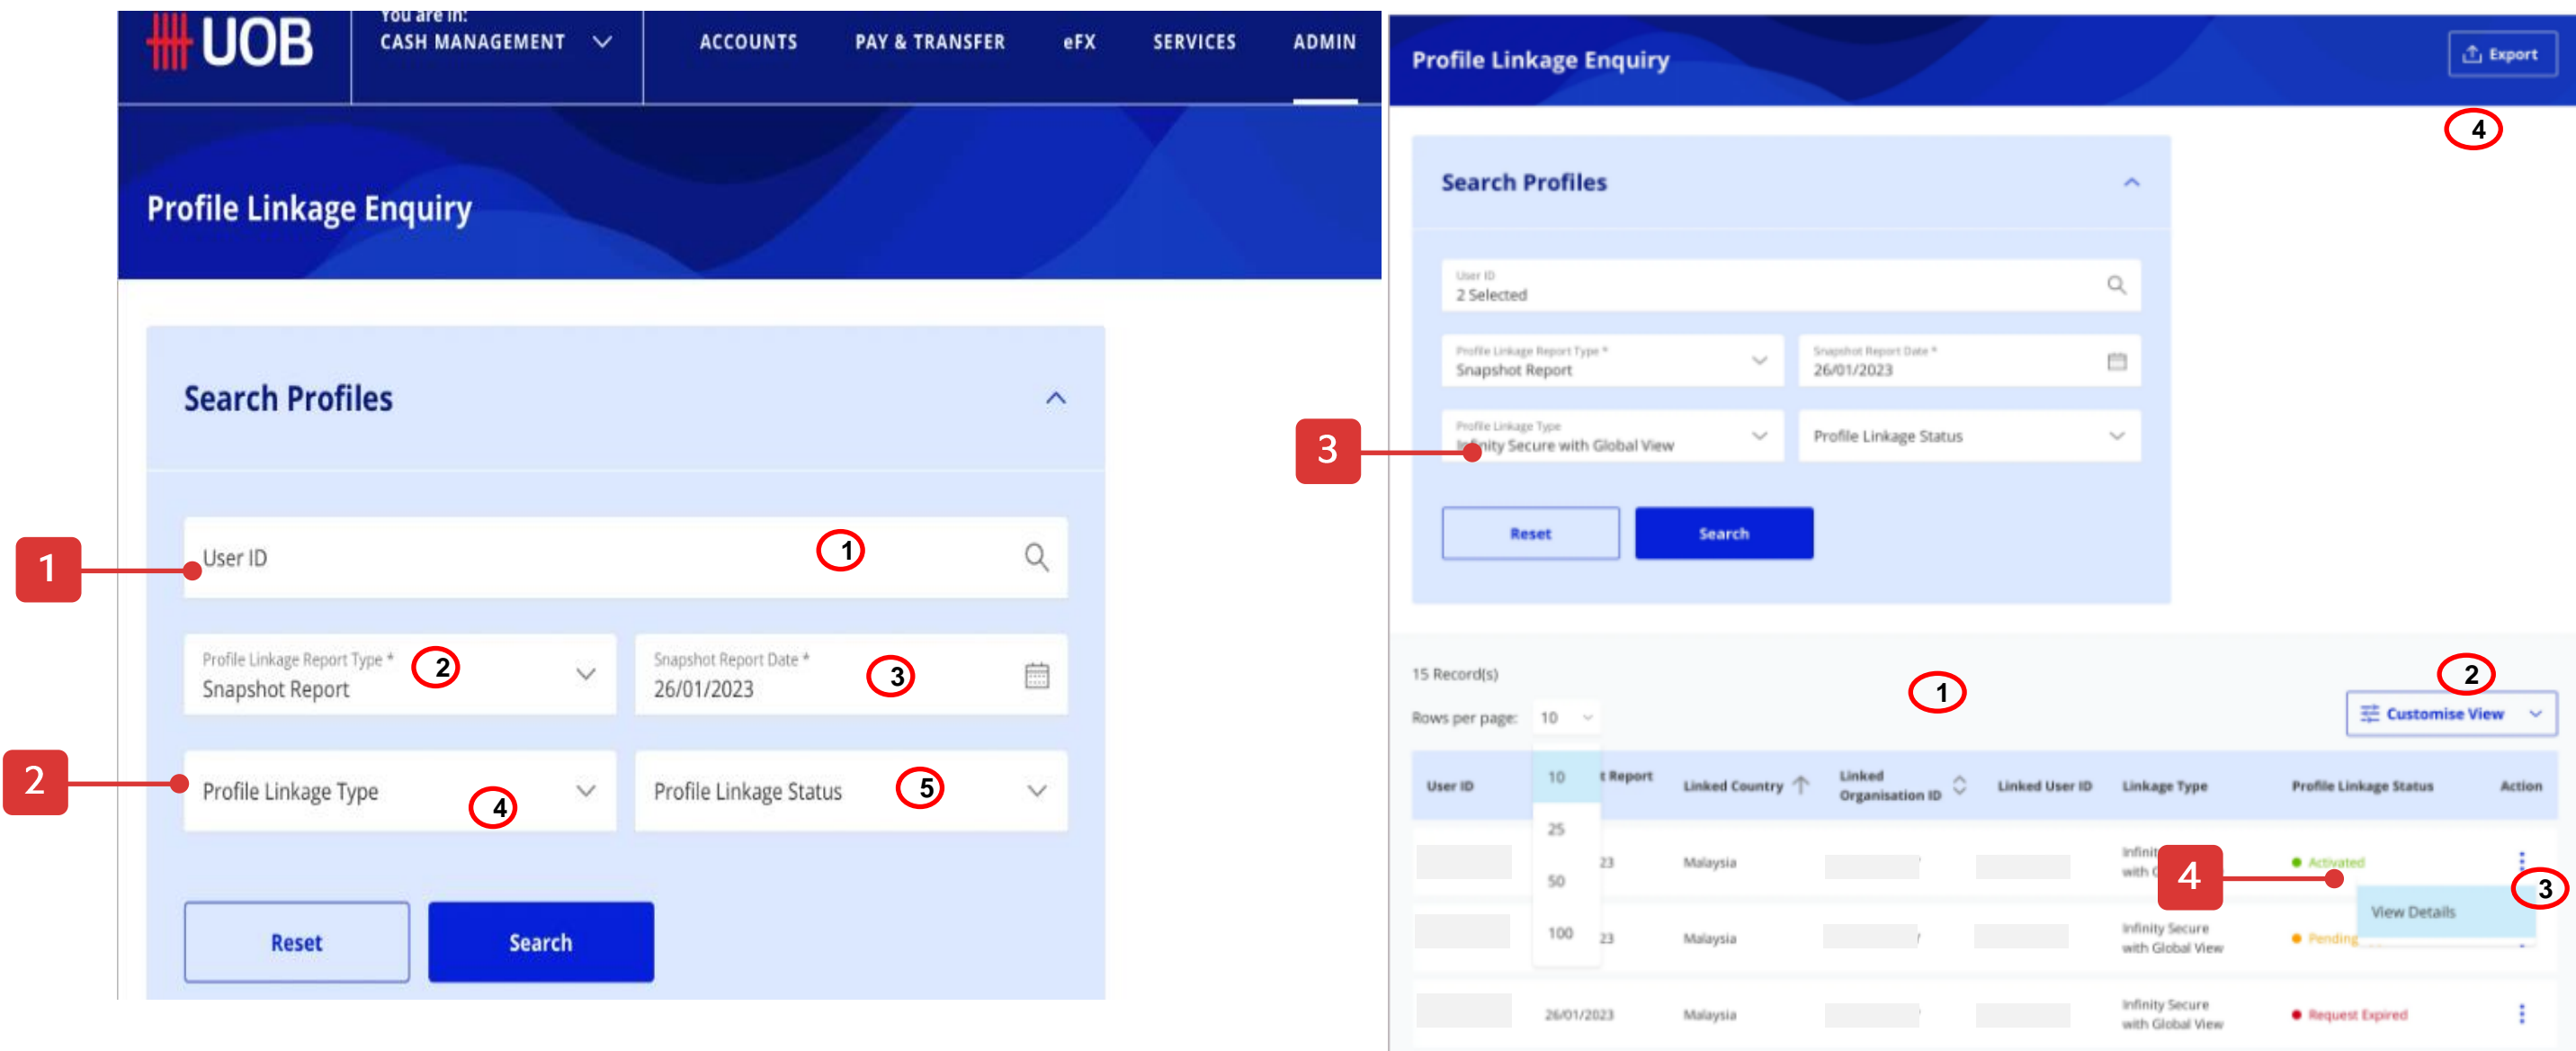 UOB
You are in:
CASH MANAGEMENT
ACCOUNTS
PAY & TRANSFER
eFX
SERVICES
ADMIN
Profile Linkage Enquiry
Search Profiles
1
User ID
1
Profile Linkage Report Type *
Snapshot Report
2
Snapshot Report Date *
26/01/2023
3
2
Profile Linkage Type
4
Profile Linkage Status
5
Reset
Search
Profile Linkage Enquiry
Export
4
Search Profiles
User ID
2 Selected
Profile Linkage Report Type *
Snapshot Report
Snapshot Report Date *
26/01/2023
3
Profile Linkage Type
Infinity Secure with Global View
Profile Linkage Status
Reset
Search
15 Record(s)
1
2
Rows per page: 10
Customise View
10
25
50
100
User ID
t Report
Linked Country
Linked
Organisation ID
Linked User ID
Linkage Type
Profile Linkage Status
Action
23
Malaysia
Infinit
with
4
Activated
3
View Details
23
Malaysia
Infinity Secure
with Global View
Pending
26/01/2023
Malaysia
Infinity Secure
with Global View
Request Expired